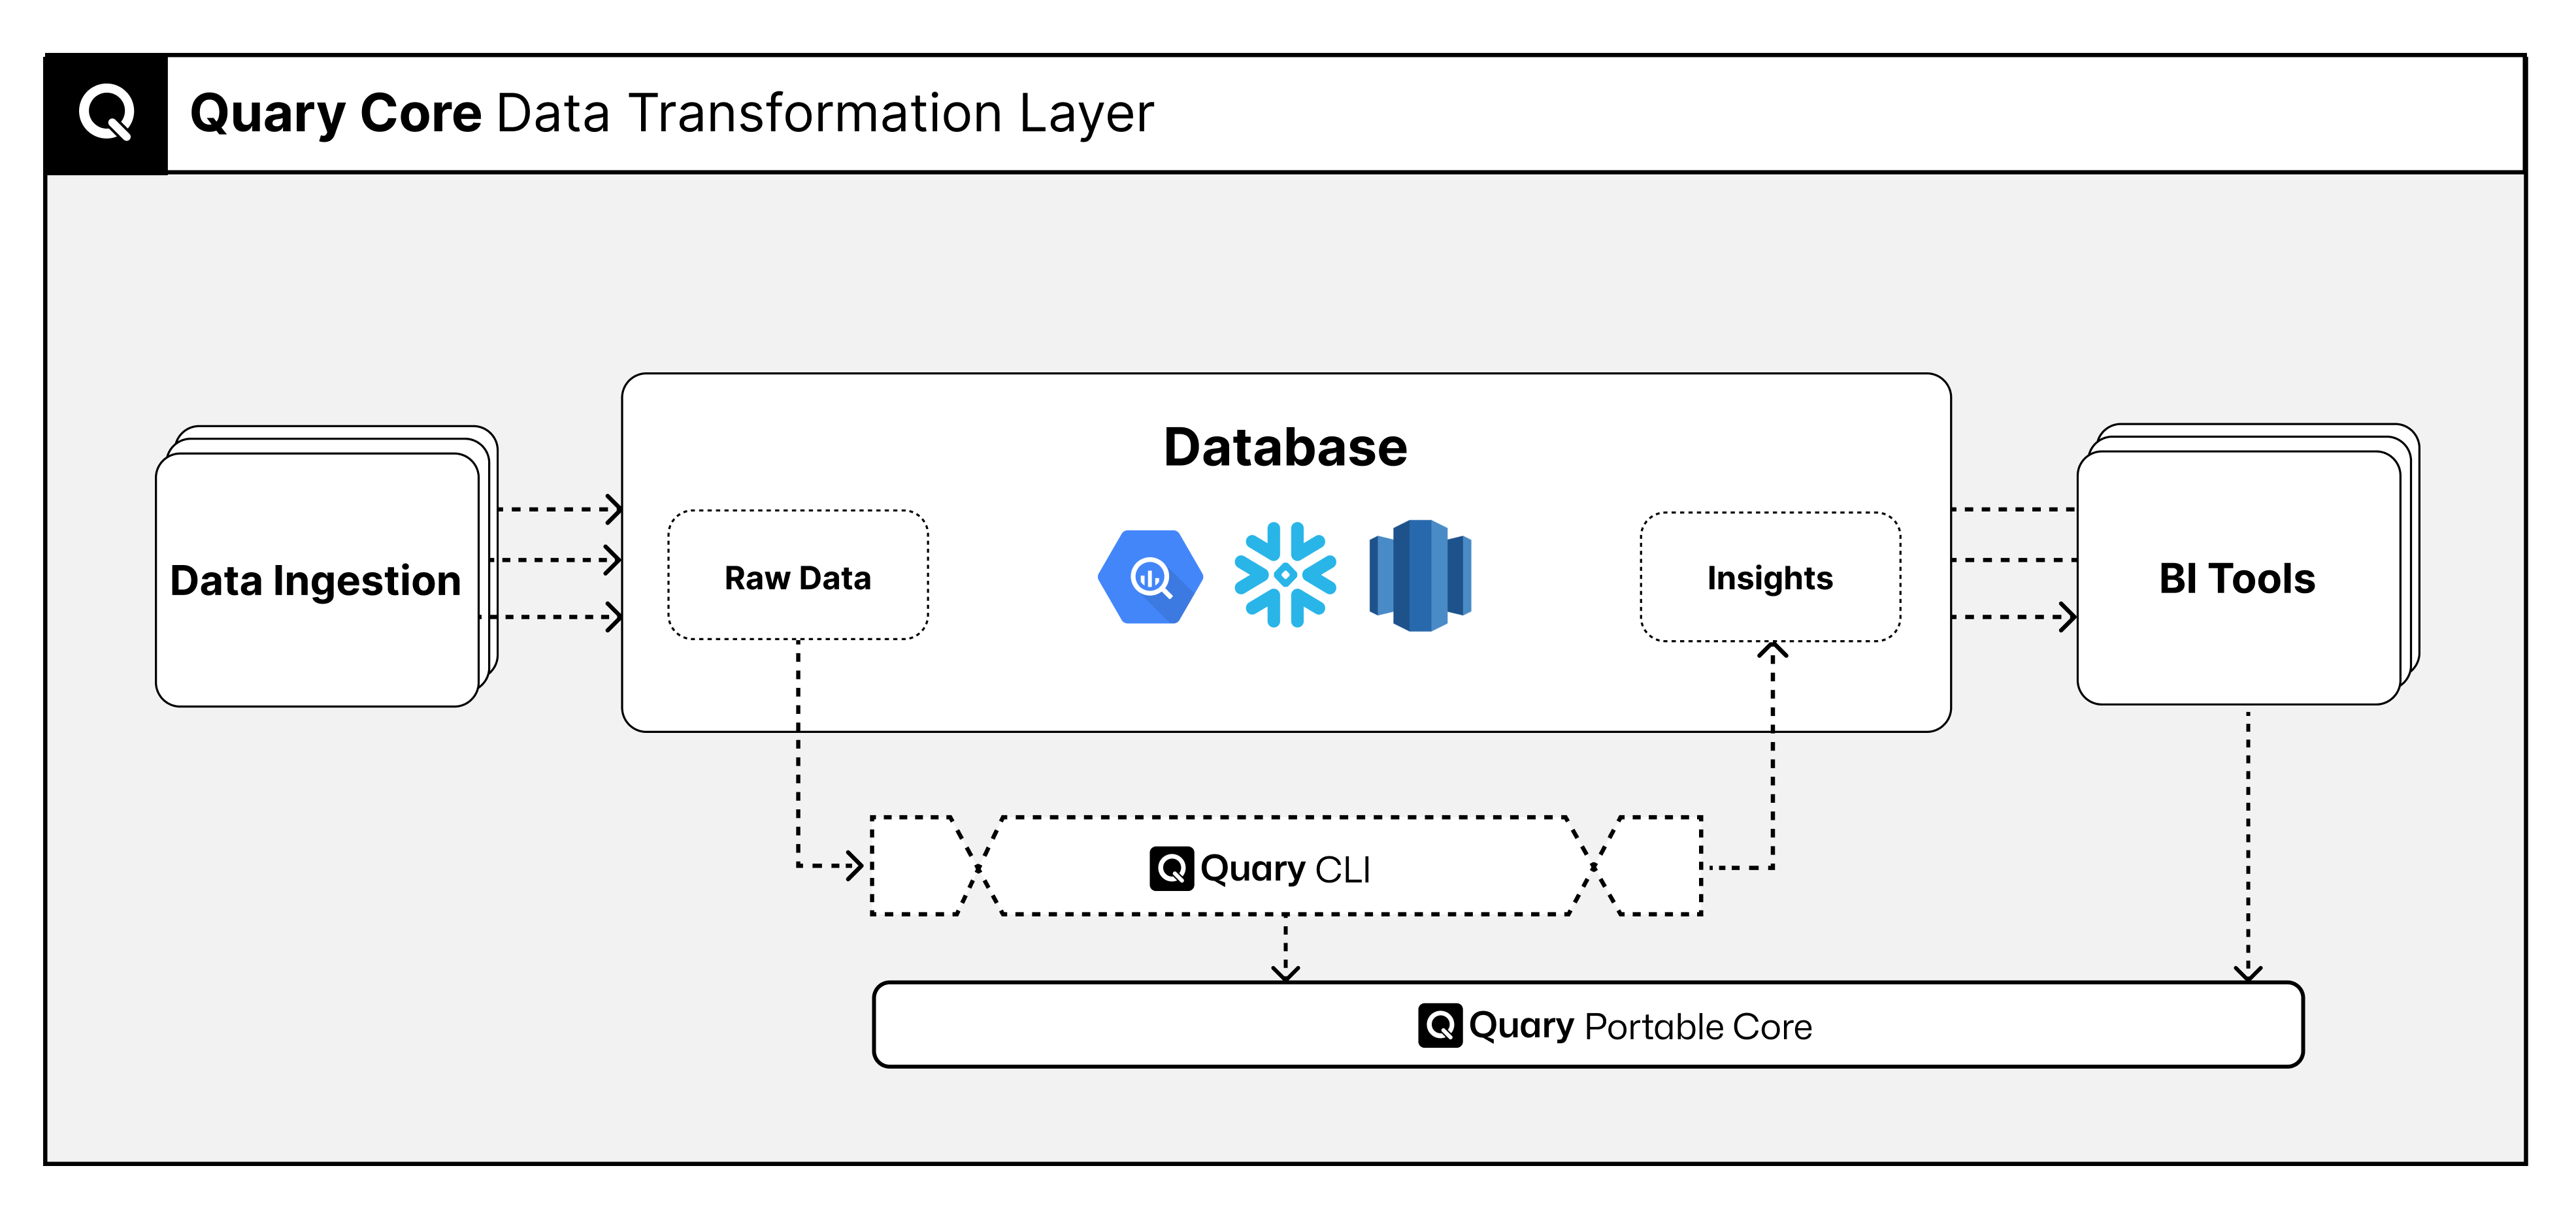 Quary Core Data Transformation Layer
Database
Data Ingestion
Raw Data
Insights
BI Tools
Quary CLI
Quary Portable Core